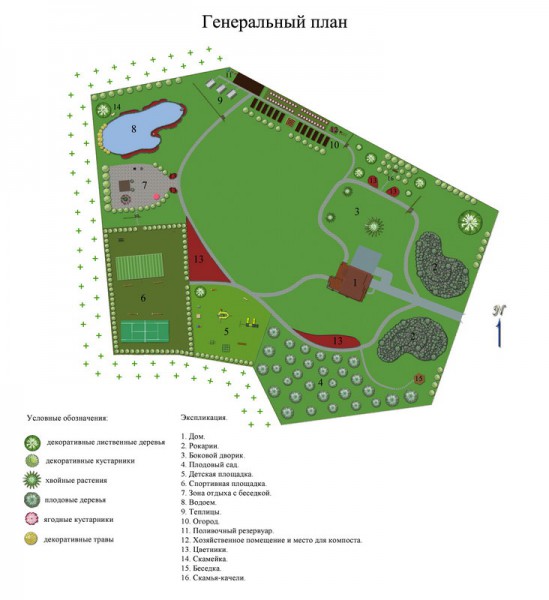 Генеральный план
11
9
14
8
10
7
13
13
3
2
1
13
6
5
13
2
4
15
N
Условные обозначения:
декоративные лиственные деревья
декоративные кустарники
хвойные растения
плодовые деревья
ягодные кустарники
декоративные травы
Экспликация.
1. Дом.
2. Рокарии.
3. Боковой дворик.
4. Плодовый сад.
5. Детская площадка.
6. Спортивная площадка.
7. Зона отдыха с беседкой.
8. Водоем.
9. Теплицы.
10. Огород.
11. Поливочный резервуар.
12. Хозяйственное помещение и место для компоста.
13. Цветники.
14. Скамейка.
15. Беседка.
16. Скамья-качели.